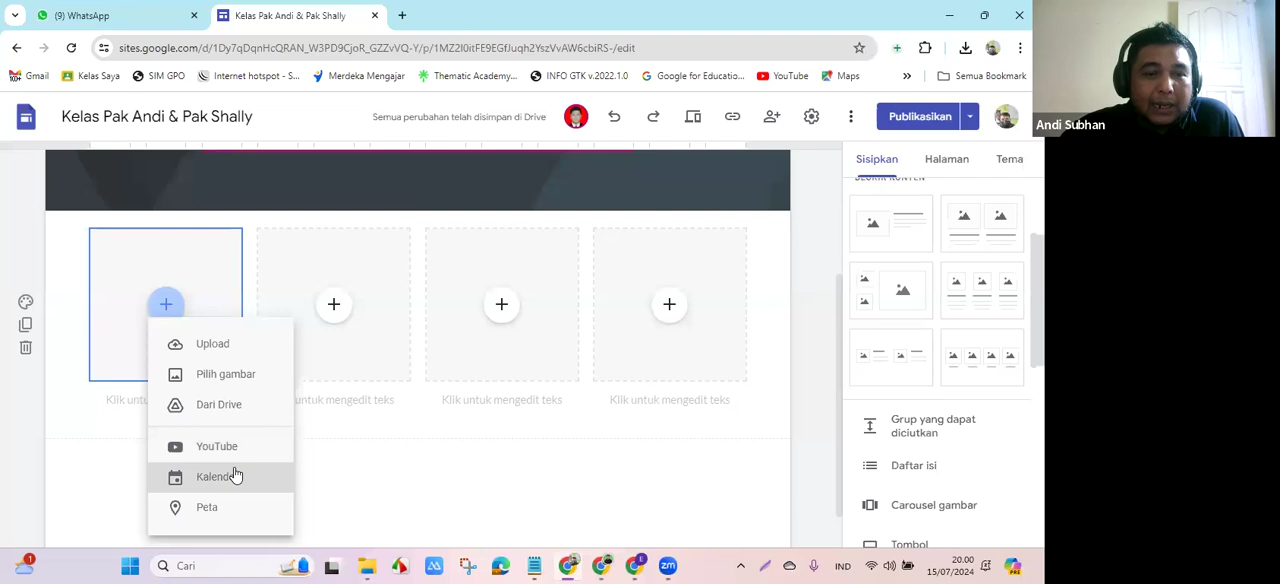 (9) WhatsApp
Kelas Pak Andi & Pak Shally
sites.google.com/d/1Dy7qDqnHcQRAN_W3PD9CjoR_GZZvVQ-Y/p/1MZ2I0itFE9EGfJuqh2YszvVvAW6cbiRS-/edit
Gmail
Kelas Saya
SIM GPO
Internet hotspot - S...
Merdeka Mengajar
Thematic Academy...
INFO GTK v.2022.1.0
Google for Educatio...
YouTube
Maps
Semua Bookmark
Andi Subhan
Kelas Pak Andi & Pak Shally
Semua perubahan telah disimpan di Drive
Publikasikan
Sisipkan
Halaman
Tema
Upload
Pilih gambar
Dari Drive
YouTube
Peta
Klik untu
untuk mengedit teks
Klik untuk mengedit teks
Klik untuk mengedit teks
Grup yang dapat
diciutkan
Daftar isi
Carousel gambar
Tombol
Cari
IND
20.00
15/07/2024